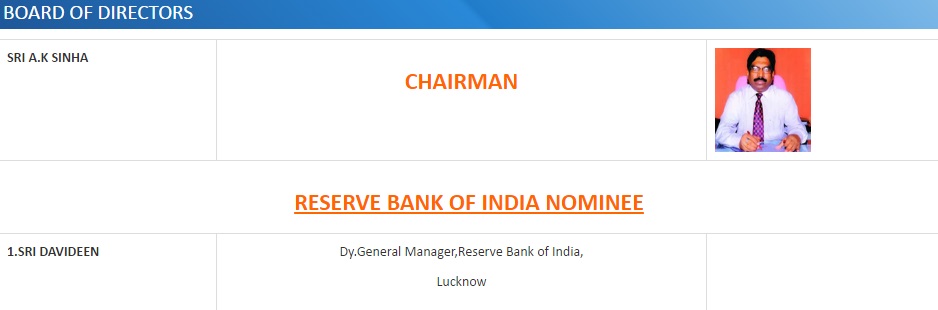 BOARD OF DIRECTORS
SRI A.K SINHA
CHAIRMAN
RESERVE BANK OF INDIA NOMINEE
1.SRI DAVIDEEN
Dy.General Manager,Reserve Bank of India,
Lucknow